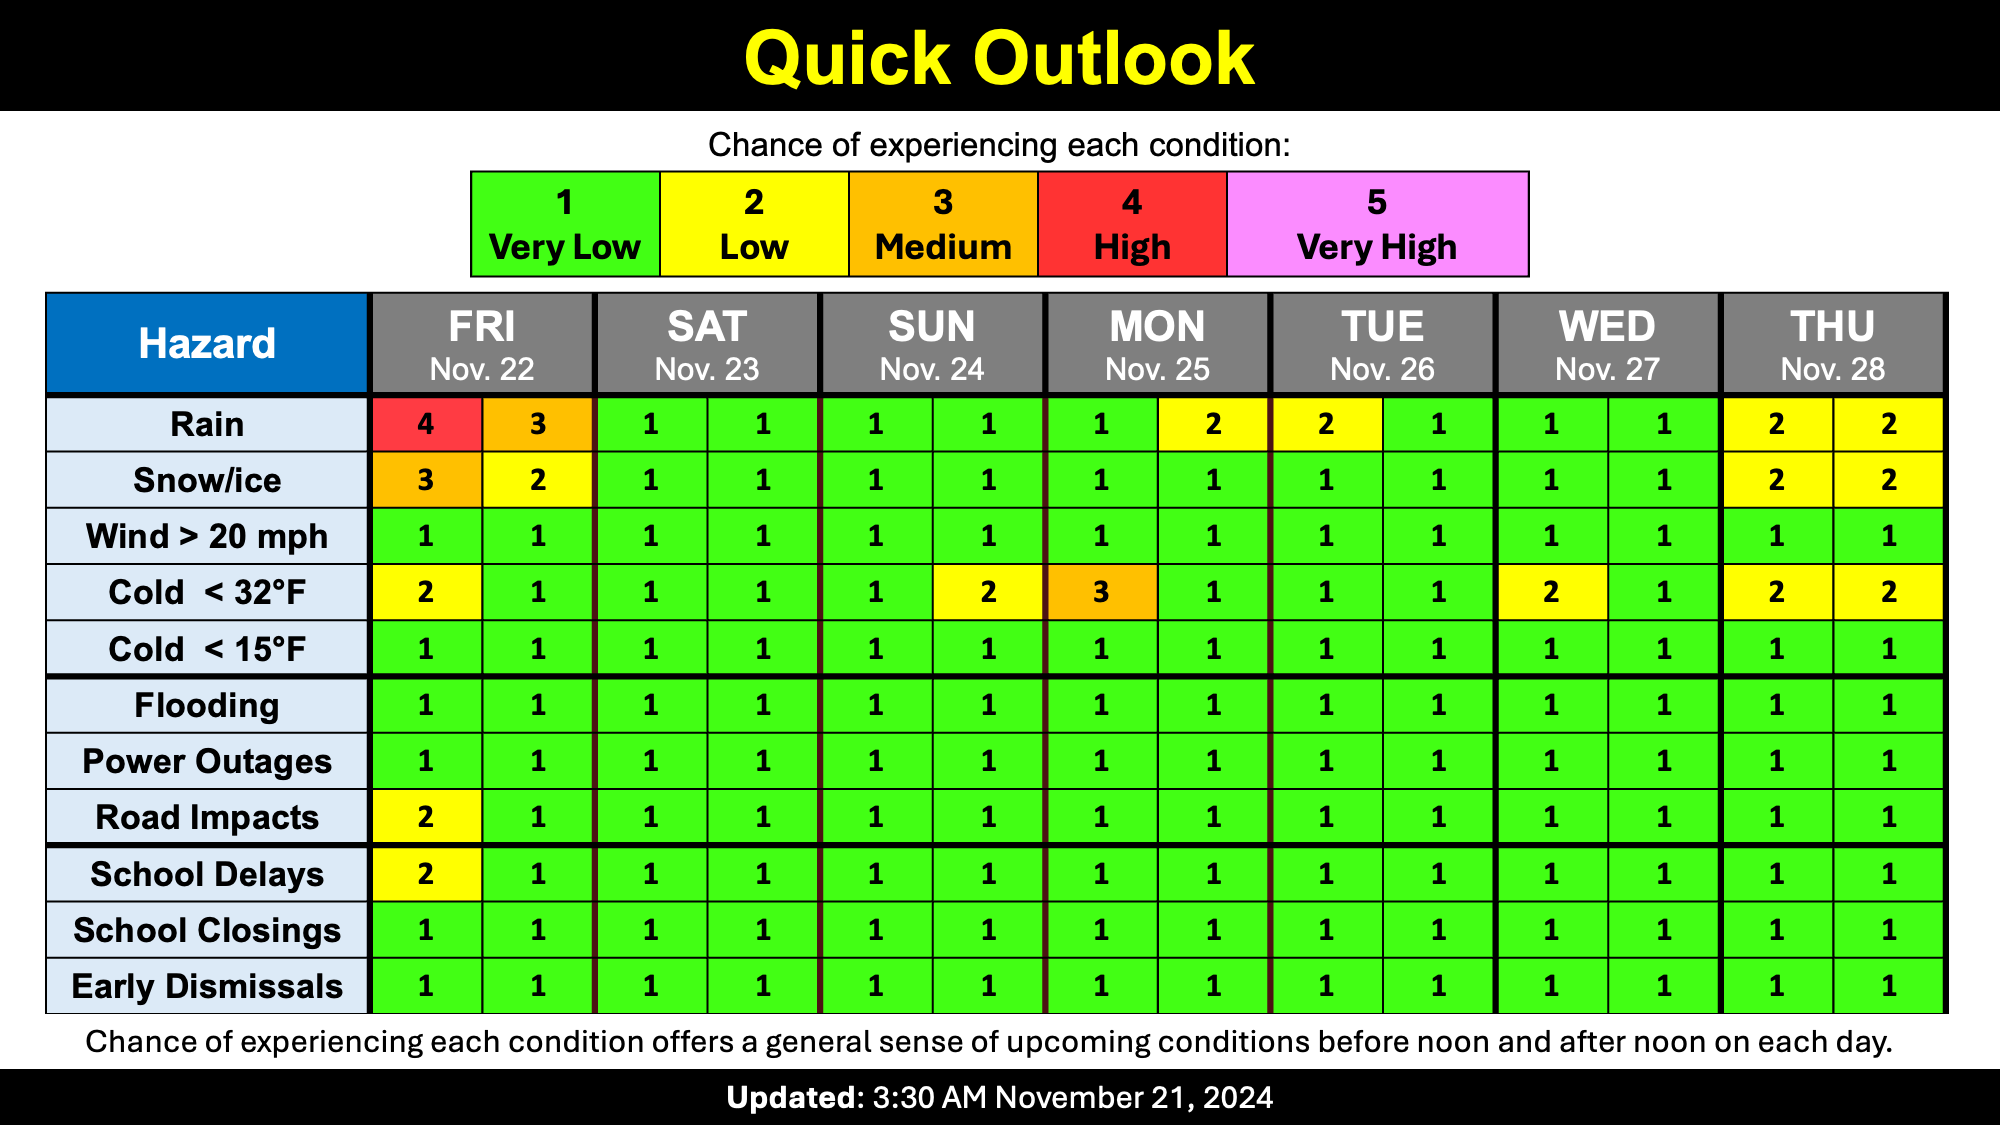 Quick Outlook
Chance of experiencing each condition:
1 2 3 4 5
Very Low Low Medium High Very High
Hazard FRI SAT SUN MON TUE WED THU
Nov. 22 Nov. 23 Nov. 24 Nov. 25 Nov. 26 Nov. 27 Nov. 28
Rain 4 3 1 1 1 1 1 2 2 1 1 1 2 2
Snow/ice 3 2 1 1 1 1 1 1 1 1 1 1 2 2
Wind > 20 mph 1 1 1 1 1 1 1 1 1 1 1 1 1 1
Cold < 32°F 2 1 1 1 1 2 3 1 1 1 2 1 2 2
Cold < 15°F 1 1 1 1 1 1 1 1 1 1 1 1 1 1
Flooding 1 1 1 1 1 1 1 1 1 1 1 1 1 1
Power Outages 1 1 1 1 1 1 1 1 1 1 1 1 1 1
Road Impacts 2 1 1 1 1 1 1 1 1 1 1 1 1 1
School Delays 2 1 1 1 1 1 1 1 1 1 1 1 1 1
School Closings 1 1 1 1 1 1 1 1 1 1 1 1 1 1
Early Dismissals 1 1 1 1 1 1 1 1 1 1 1 1 1 1
Chance of experiencing each condition offers a general sense of upcoming conditions before noon and after noon on each day.
Updated: 3:30 AM November 21, 2024